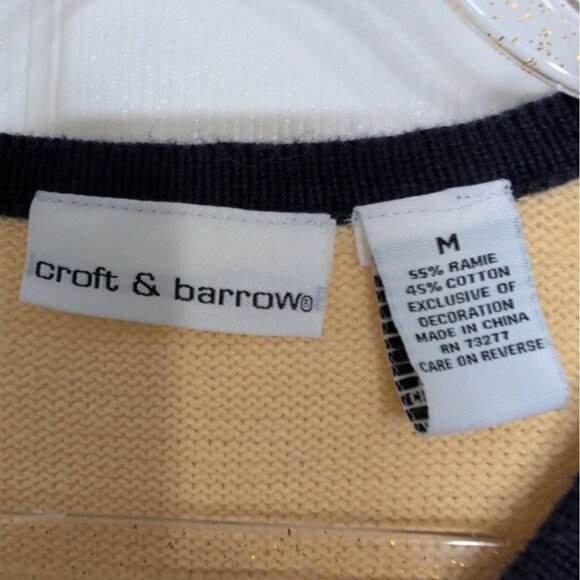 croft & barrow®
M
55% RAMIE
45% COTTON
EXCLUSIVE OF
DECORATION
MADE IN CHINA
RN 73277
CARE ON REVERSE